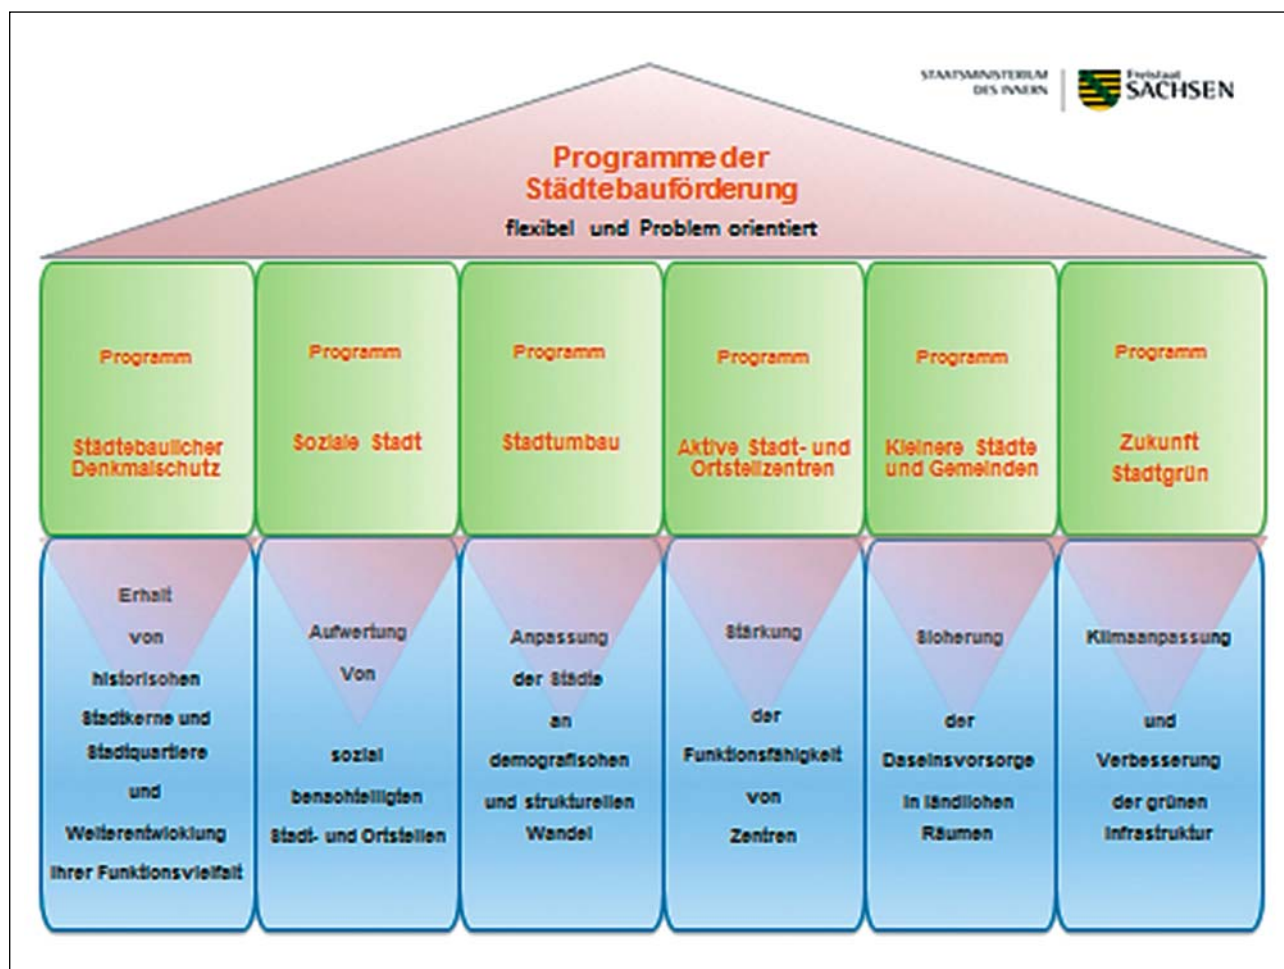 STAATSMINISTERIUM
DES INNERN
Freistaat
SACHSEN
Programme der
Städtebauförderung
flexibel und Problem orientiert
Programm
Städtebaulicher
Denkmalschutz
Programm
Soziale Stadt
Programm
Stadtumbau
Programm
Aktive Stadt- und
Ortsteilzentren
Programm
Kleinere Städte
und Gemeinden
Programm
Zukunft
Stadtgrün
Erhalt
von
historischen
Stadtkerne und
Stadtquartiere
und
Weiterentwicklung
ihrer Funktionsvielfalt
Aufwertung
Von
sozial
benachteiligten
Stadt- und Ortsteilen
Anpassung
der Städte
an
demografischen
und strukturellen
Wandel
Stärkung
der
Funktionsfähigkeit
von
Zentren
Sicherung
der
Daseinsvorsorge
in ländlichen
Räumen
Klimaanpassung
und
Verbesserung
der grünen
Infrastruktur